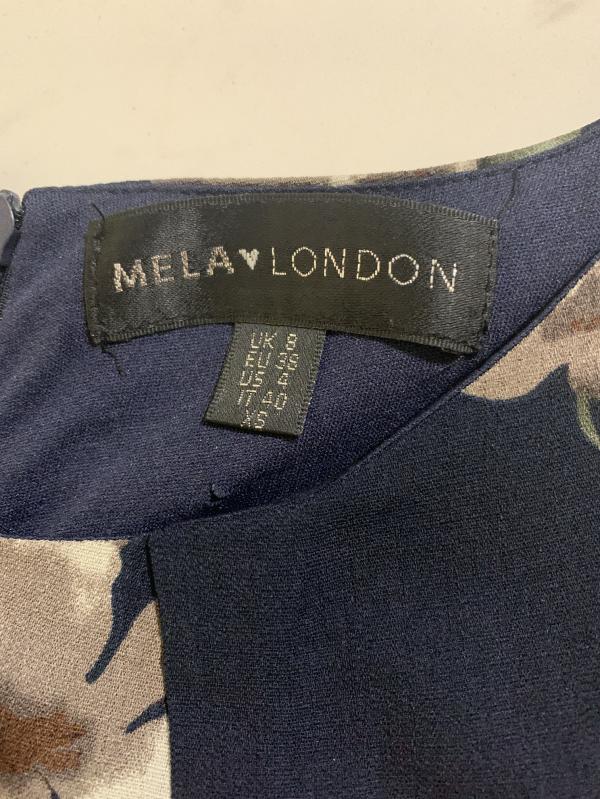 MELA♥LONDON
UK 8
EU 36
US 4
IT 40
XS